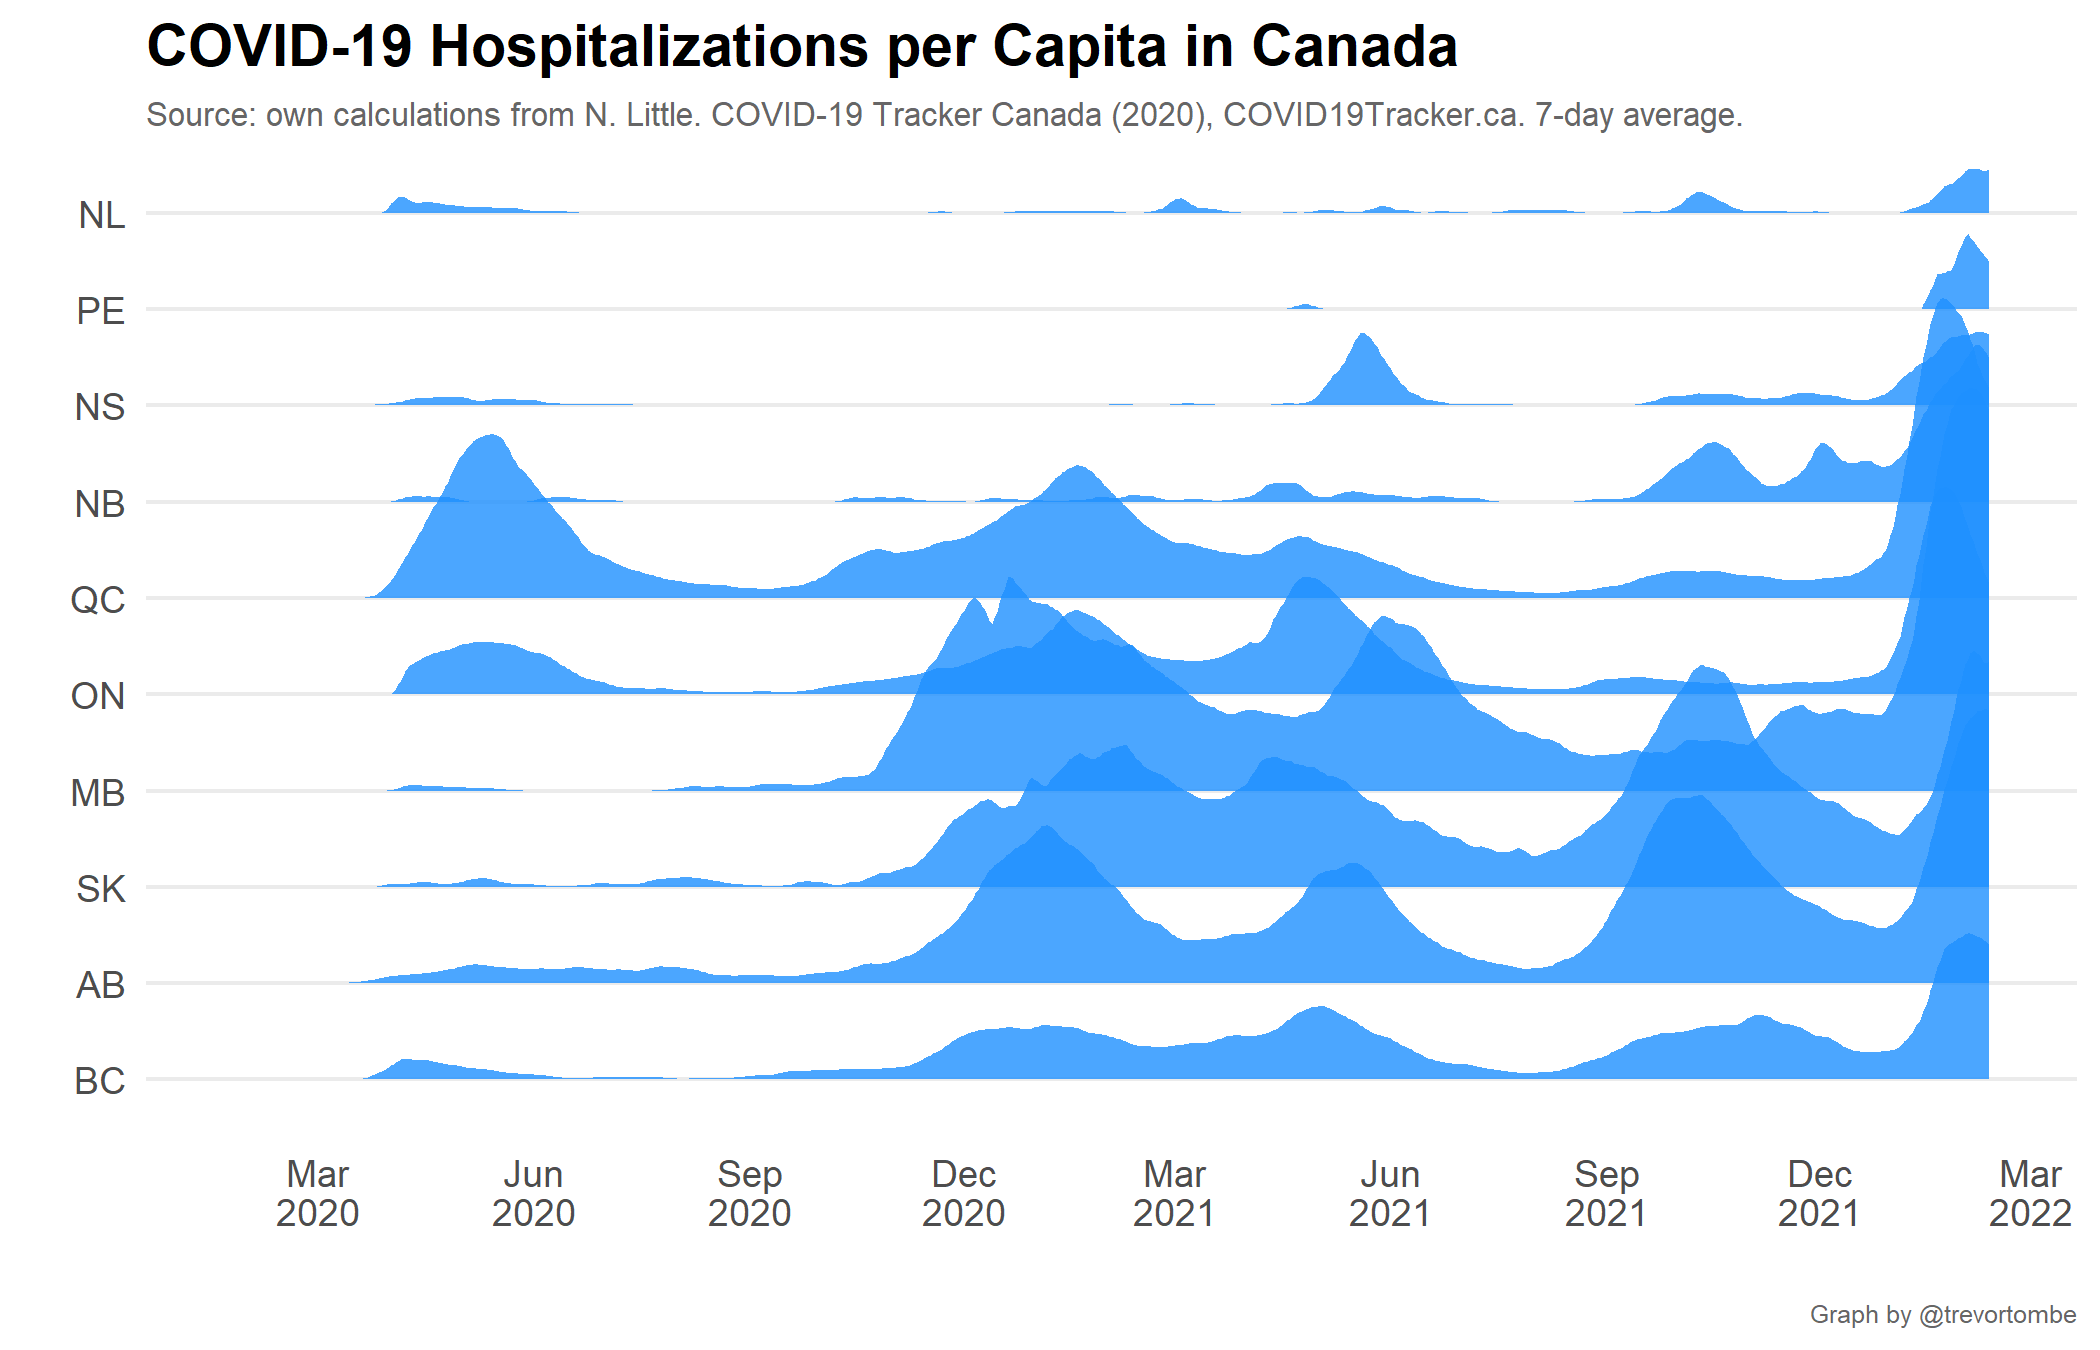 COVID-19 Hospitalizations per Capita in Canada
Source: own calculations from N. Little. COVID-19 Tracker Canada (2020), COVID19Tracker.ca. 7-day average.
NL
PE
NS
NB
QC
ON
MB
SK
AB
BC
Mar Jun Sep Dec Mar Jun Sep Dec Mar
2020 2020 2020 2020 2021 2021 2021 2021 2022
Graph by @trevortombe